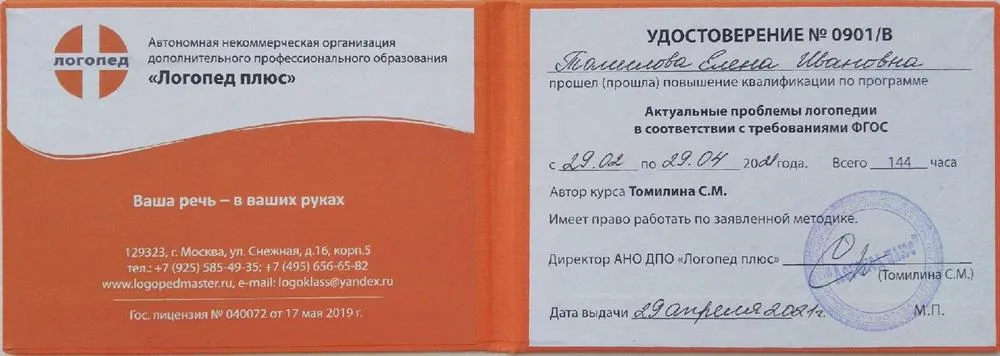 ЛОГОПЕД
Автономная некоммерческая организация
дополнительного профессионального образования
«Логопед плюс»
Ваша речь – в ваших руках
129323, г. Москва, ул. Снежная, д.16, корп.5
тел.: +7 (925) 585-49-35; +7 (495) 656-65-82
www.logopedmaster.ru, e-mail: logoklass@yandex.ru
Гос. лицензия № 040072 от 17 мая 2019 г.
УДОСТОВЕРЕНИЕ № 0901/В
Томилова Елена Ивановна
прошел (прошла) повышение квалификации по программе
Актуальные проблемы логопедии
в соответствии с требованиями ФГОС
с 29.02 по 29.04 2021 года. Всего 144 часа
Автор курса Томилина С.М.
Имеет право работать по заявленной методике.
Директор АНО ДПО «Логопед плюс»
(Томилина С.М.)
Дата выдачи 29 апреля 2021г. М.П.